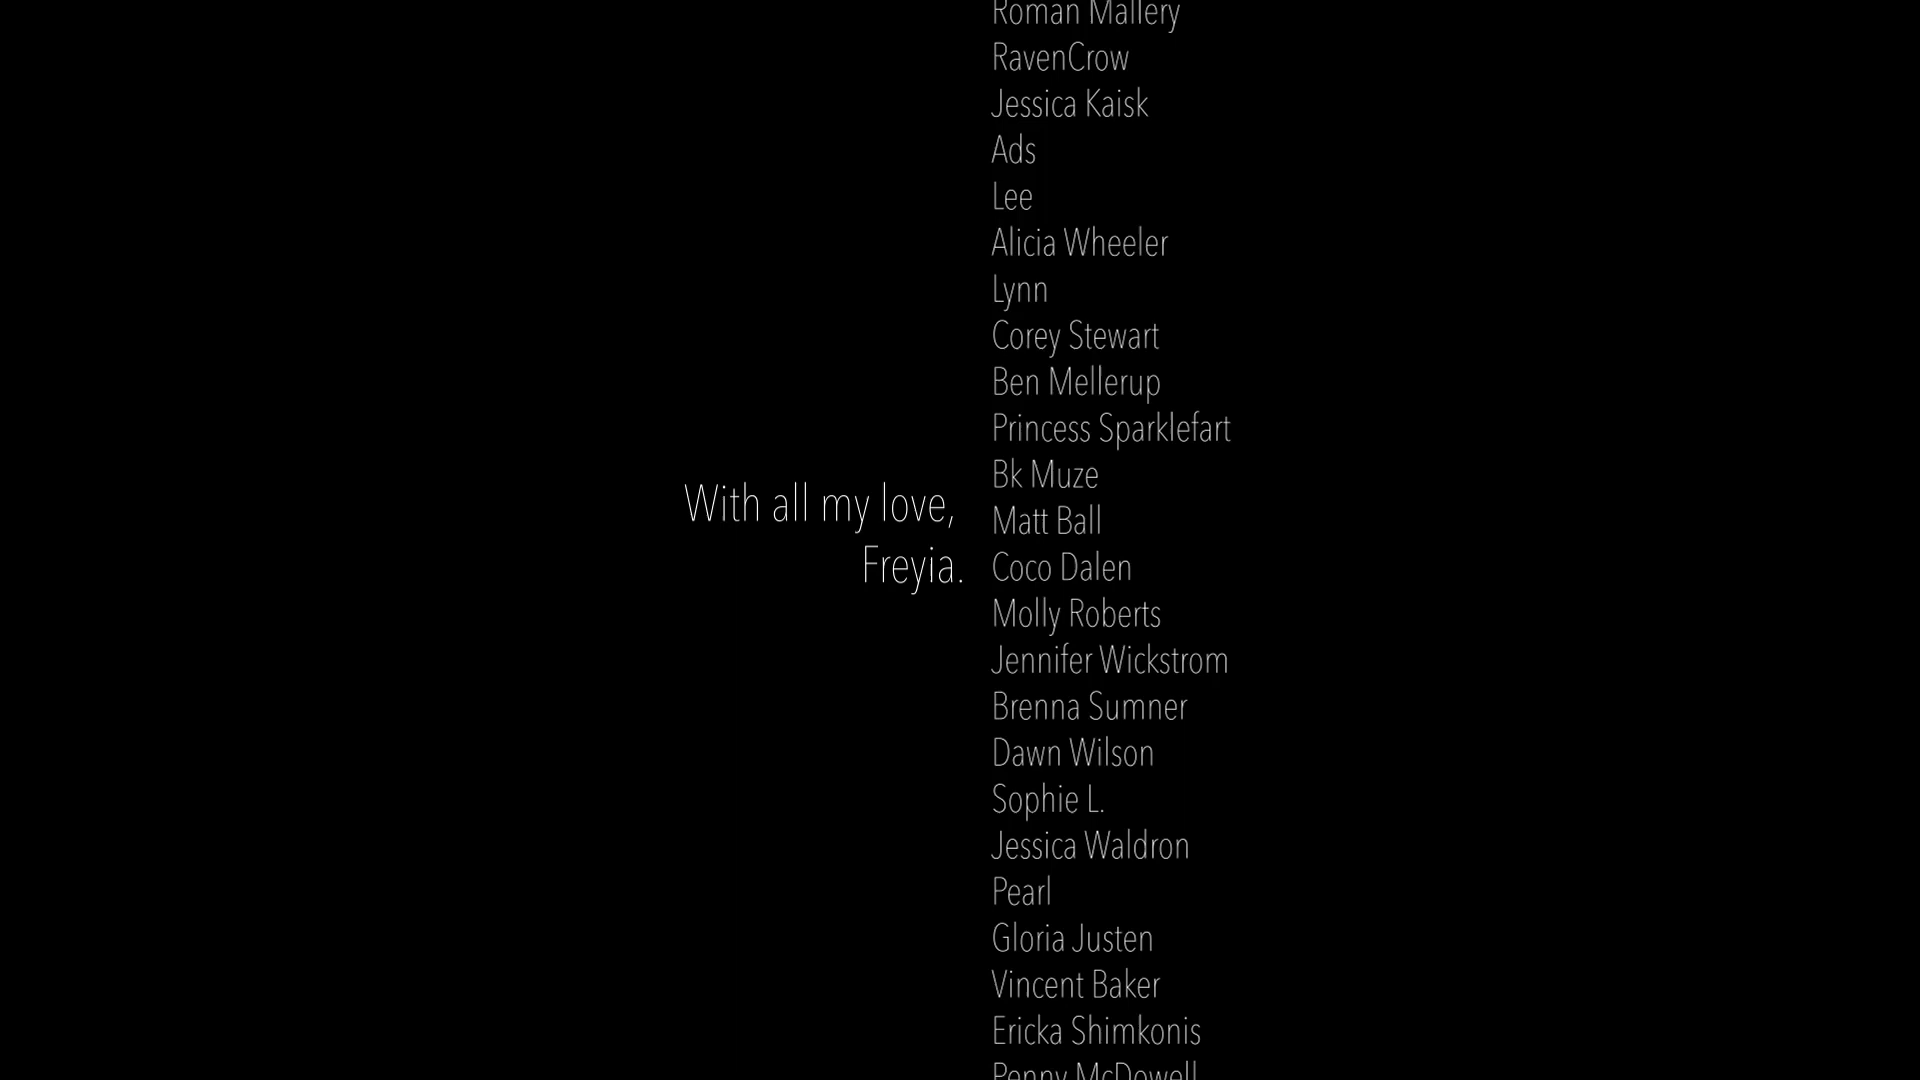 Roman Mallery
RavenCrow
Jessica Kaisk
Ads
Lee
Alicia Wheeler
Lynn
Corey Stewart
Ben Mellerup
Princess Sparklefart
Bk Muze
With all my love,
Freyia.
Matt Ball
Coco Dalen
Molly Roberts
Jennifer Wickstrom
Brenna Sumner
Dawn Wilson
Sophie L.
Jessica Waldron
Pearl
Gloria Justen
Vincent Baker
Ericka Shimkonis
Penny McDowell